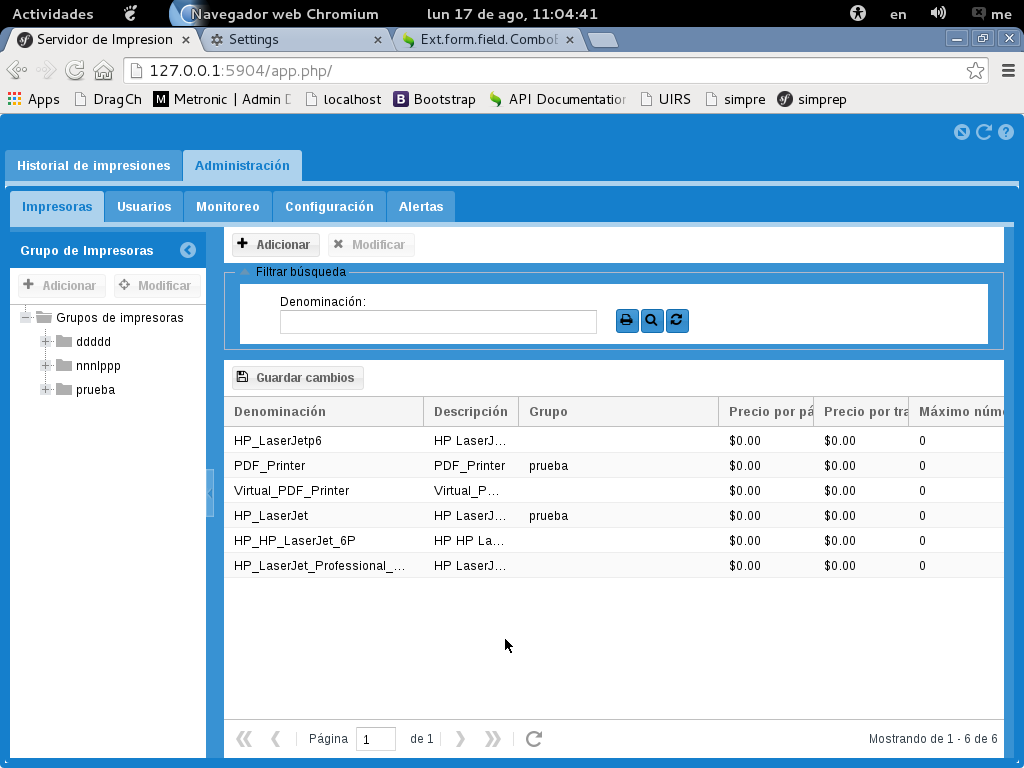 Actividades Navegador web Chromium lun 17 de ago, 11:04:41 en me
Servidor de Impresion Settings Ext.form.field.Combo
127.0.0.1:5904/app.php/
Apps DragCh Metronic | Admin localhost Bootstrap API Documentation UIRS simpre simprep
Historial de impresiones Administración
Impresoras Usuarios Monitoreo Configuración Alertas
Grupo de Impresoras
Adicionar Modificar
Grupos de impresoras
ddddd
nnnlppp
prueba
Adicionar Modificar
Filtrar búsqueda
Denominación:
Guardar cambios
Denominación Descripción Grupo Precio por pá Precio por tra Máximo núm
HP_LaserJetp6 HP LaserJ... $0.00 $0.00 0
PDF_Printer PDF_Printer prueba $0.00 $0.00 0
Virtual_PDF_Printer Virtual_P... $0.00 $0.00 0
HP_LaserJet HP LaserJ... prueba $0.00 $0.00 0
HP_HP_LaserJet_6P HP HP La... $0.00 $0.00 0
HP_LaserJet_Professional_... HP LaserJ... $0.00 $0.00 0
Página 1 de 1 Mostrando de 1 - 6 de 6